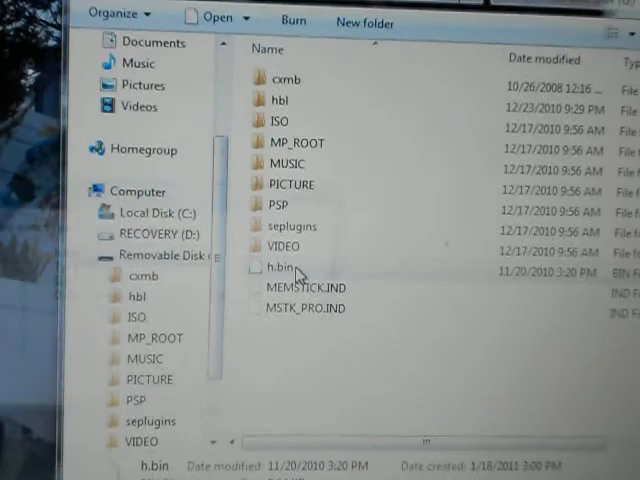 Organize Open Burn New folder
Documents Name Date modified
Music cxmb 10/26/2008 12:16 ... File
Pictures hbl 12/23/2010 9:29 PM File
Videos ISO 12/17/2010 9:56 AM File
MP_ROOT 12/17/2010 9:56 AM File
Homegroup MUSIC 12/17/2010 9:56 AM File
Computer PICTURE 12/17/2010 9:56 AM File
Local Disk (C:) PSP 12/17/2010 9:56 AM File
RECOVERY (D:) seplugins 12/17/2010 9:56 AM File
Removable Disk VIDEO 12/17/2010 9:56 AM File
cxmb h.bin 11/20/2010 3:20 PM BIN
hbl MEMSTICK.IND IND
ISO MSTK_PRO.IND IND
MP_ROOT
MUSIC
PICTURE
PSP
seplugins
VIDEO
h.bin Date modified: 11/20/2010 3:20 PM Date created: 1/18/2011 3:00 PM